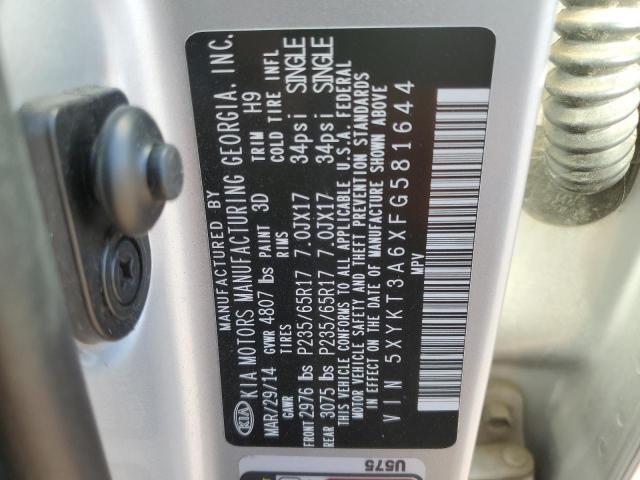 MANUFACTURED BY
KIA KIA MOTORS MANUFACTURING GEORGIA, INC.
MAR/29/14 GVWR 4807 lbs PAINT 3D TRIM H9
GAWR TIRES RIMS COLD TIRE INFL
FRONT 2976 lbs P235/65R17 7.0JX17 34psi SINGLE
REAR 3075 lbs P235/65R17 7.0JX17 34psi SINGLE
THIS VEHICLE CONFORMS TO ALL APPLICABLE U.S.A. FEDERAL
MOTOR VEHICLE SAFETY AND THEFT PREVENTION STANDARDS
IN EFFECT ON THE DATE OF MANUFACTURE SHOWN ABOVE
VIN 5XYKT3A6XFG581644
MPV
U575